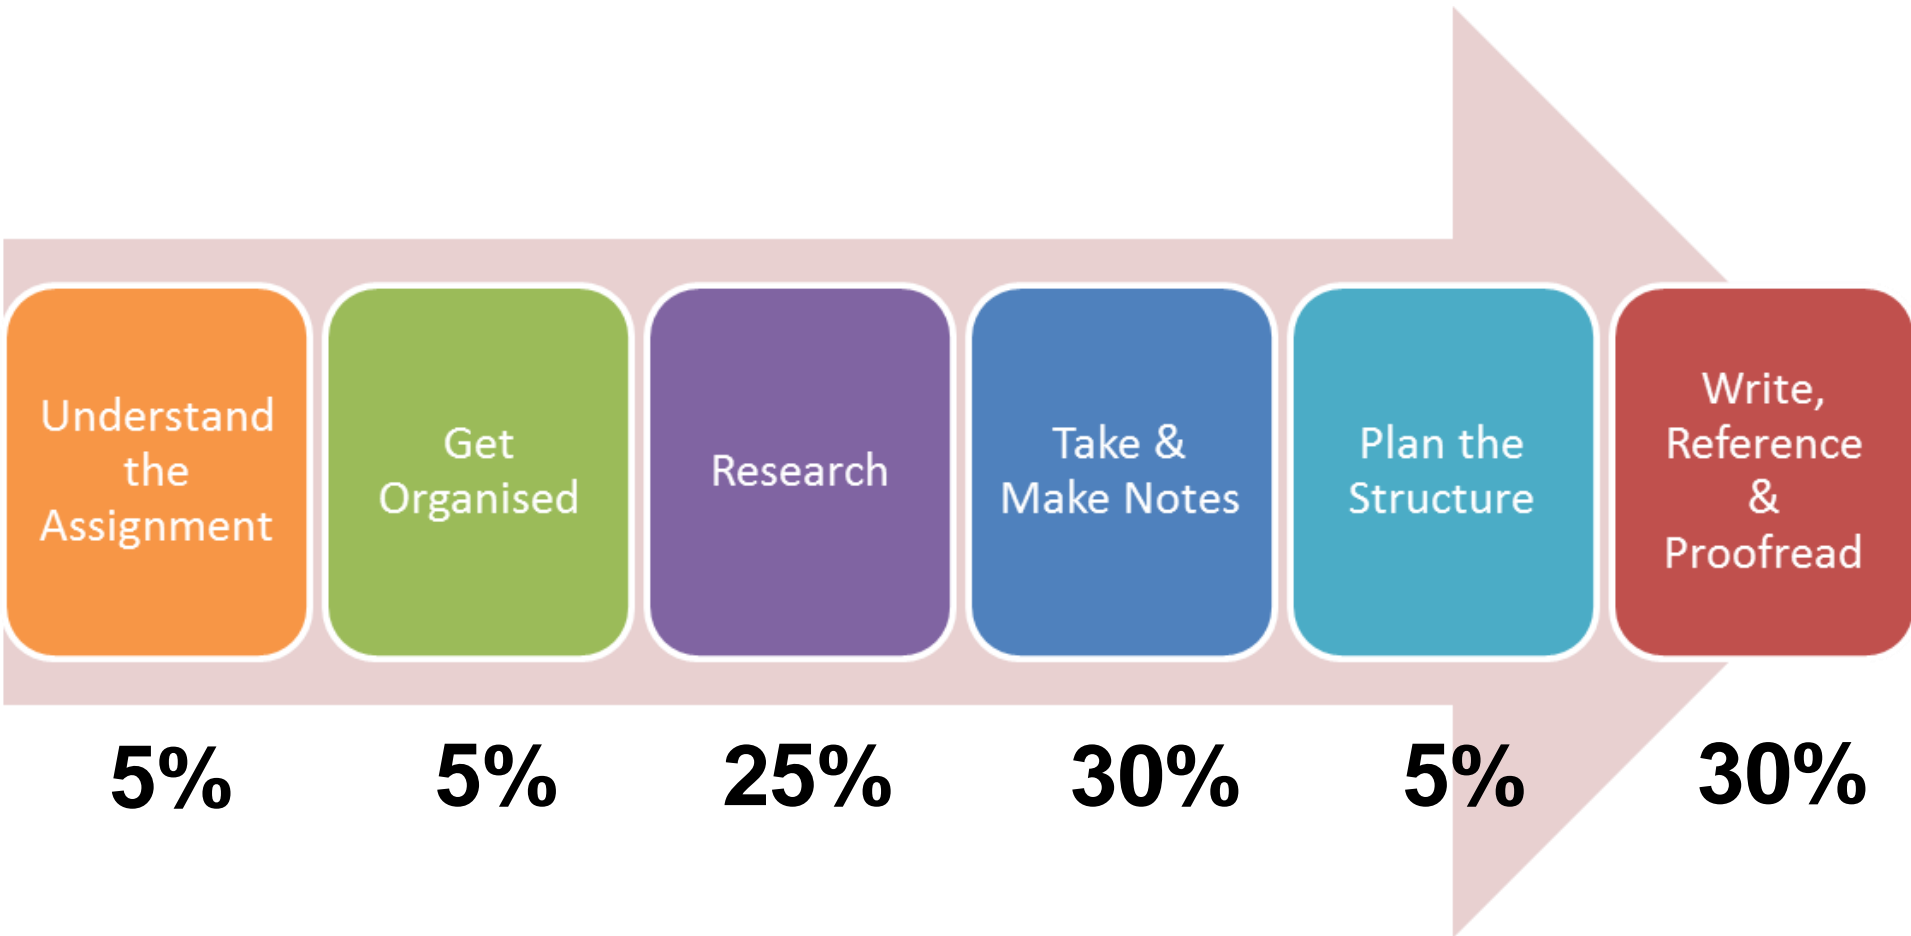 Understand
the
Assignment
Get
Organised
Research
Take &
Make Notes
Plan the
Structure
Write,
Reference
&
Proofread
5%
5%
25%
30%
5%
30%